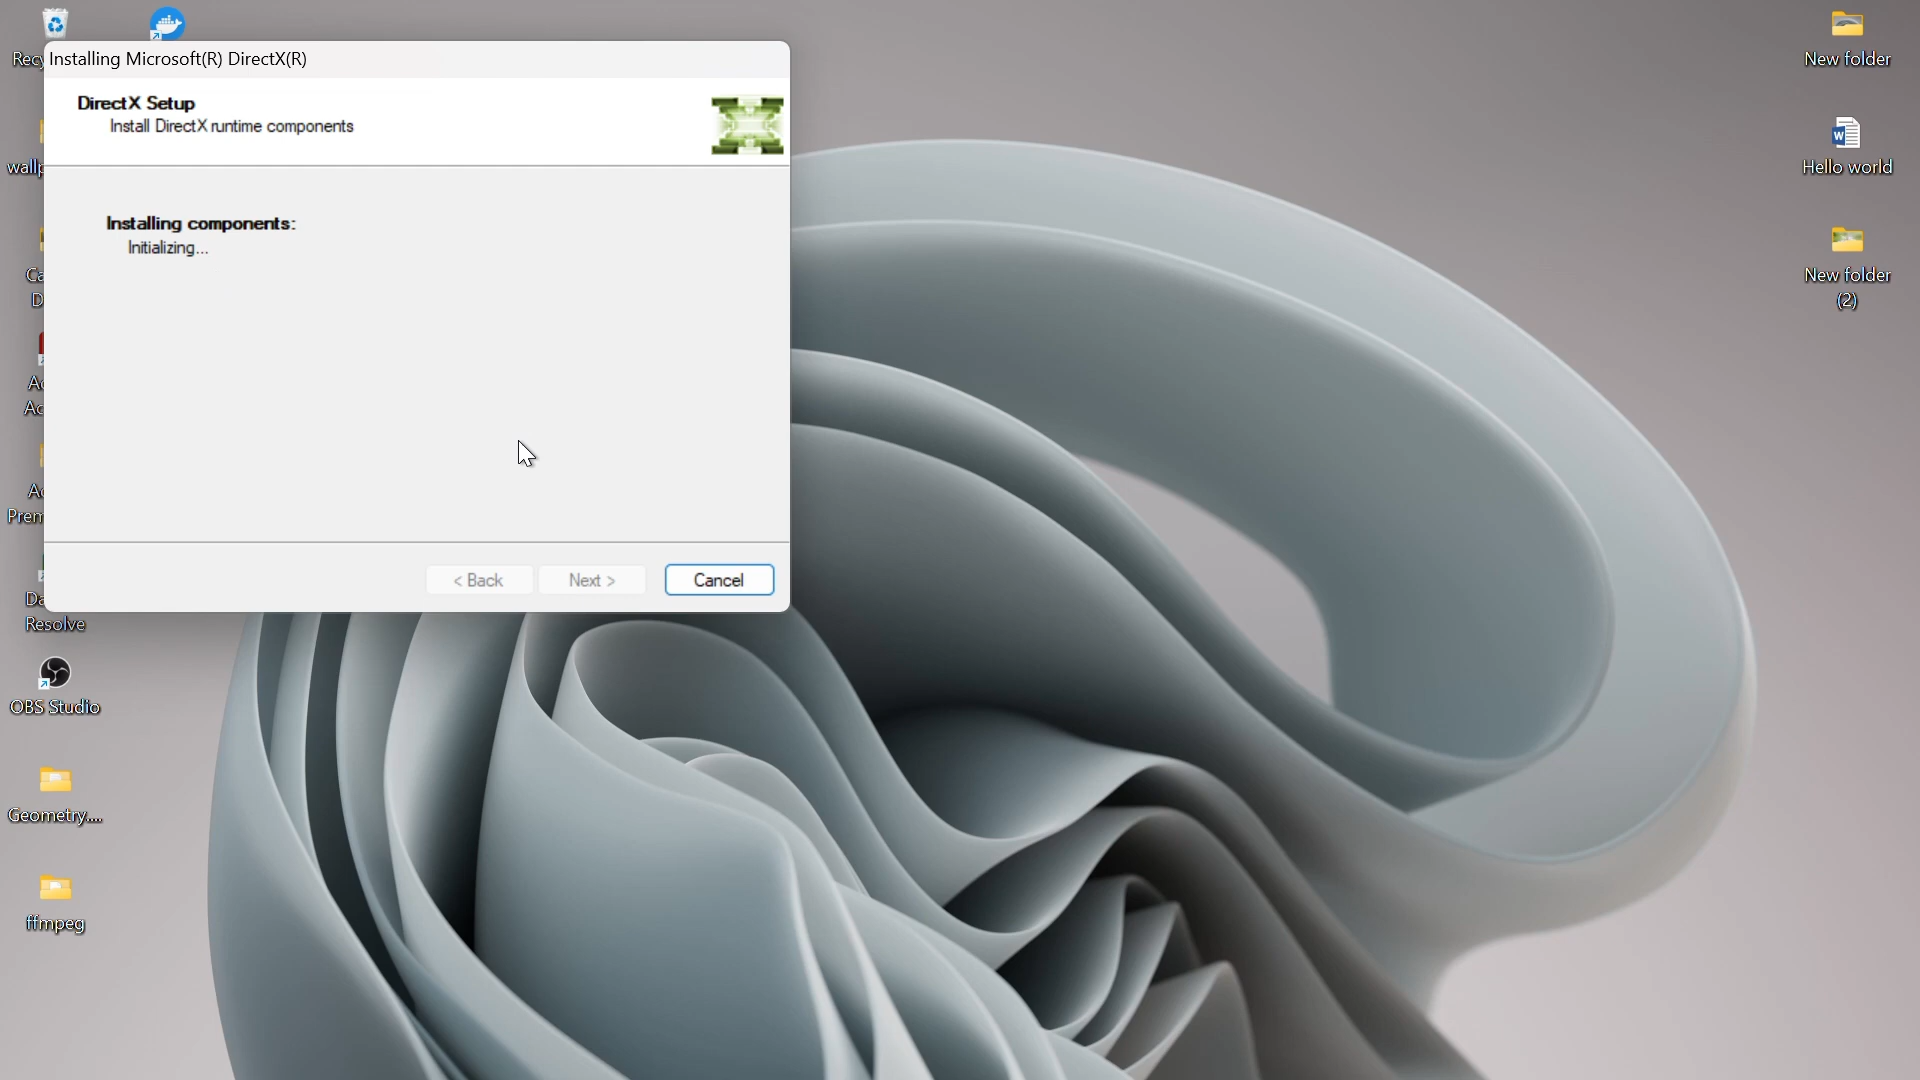 Installing Microsoft(R) DirectX(R)
DirectX Setup
Install DirectX runtime components
Installing components:
Initializing...
< Back
Next >
Cancel
Resolve
OBS Studio
Geometry....
ffmpeg
New folder
Hello world
New folder
(2)